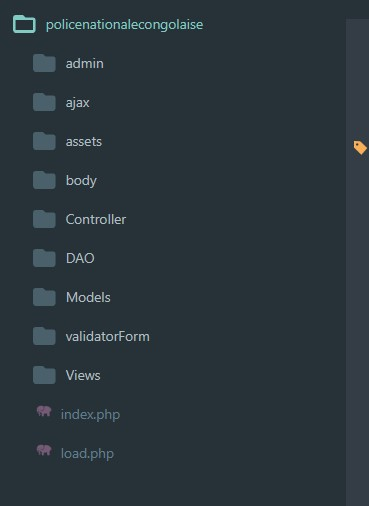 policenationalecongolaise
admin
ajax
assets
body
Controller
DAO
Models
validatorForm
Views
index.php
load.php